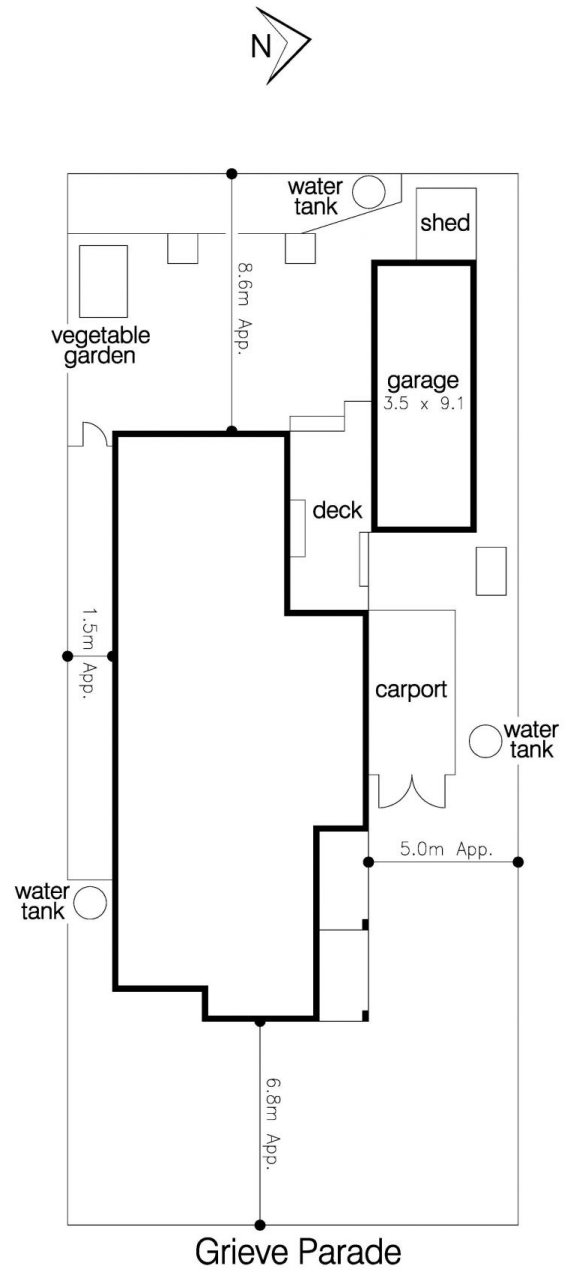 N
water
tank
shed
8.6m App.
vegetable
garden
garage
3.5 x 9.1
deck
1.5m App.
carport
water
tank
5.0m App.
water
tank
6.8m App.
Grieve Parade